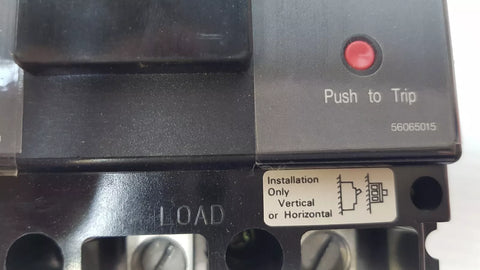 Push to Trip
56065015
Installation
Only
Vertical
or Horizontal
LOAD